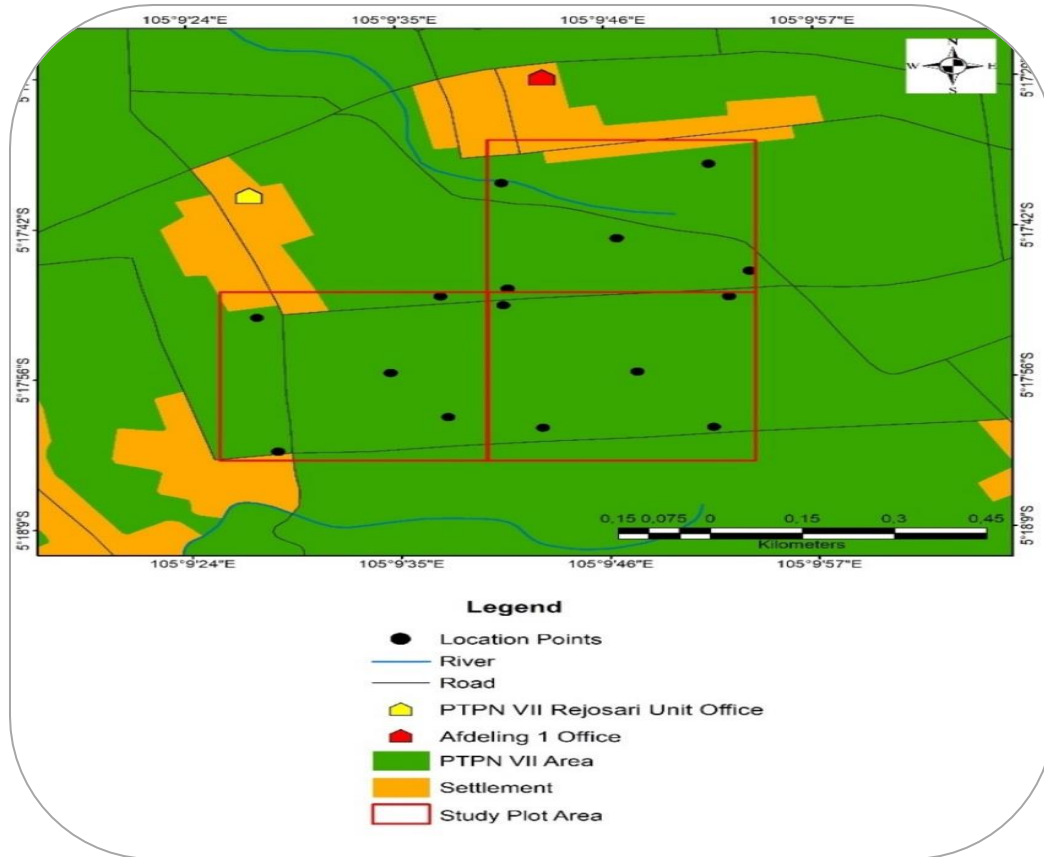 105°9'24"E 105°9'35"E 105°9'46"E 105°9'57"E
N
W E
S
5°17'42"S 5°17'42"S
5°17'56"S 5°17'56"S
5°18'9"S 5°18'9"S
0,15 0,075 0 0,15 0,3 0,45
Kilometers
105°9'24"E 105°9'35"E 105°9'46"E 105°9'57"E
Legend
Location Points
River
Road
PTPN VII Rejosari Unit Office
Afdeling 1 Office
PTPN VII Area
Settlement
Study Plot Area